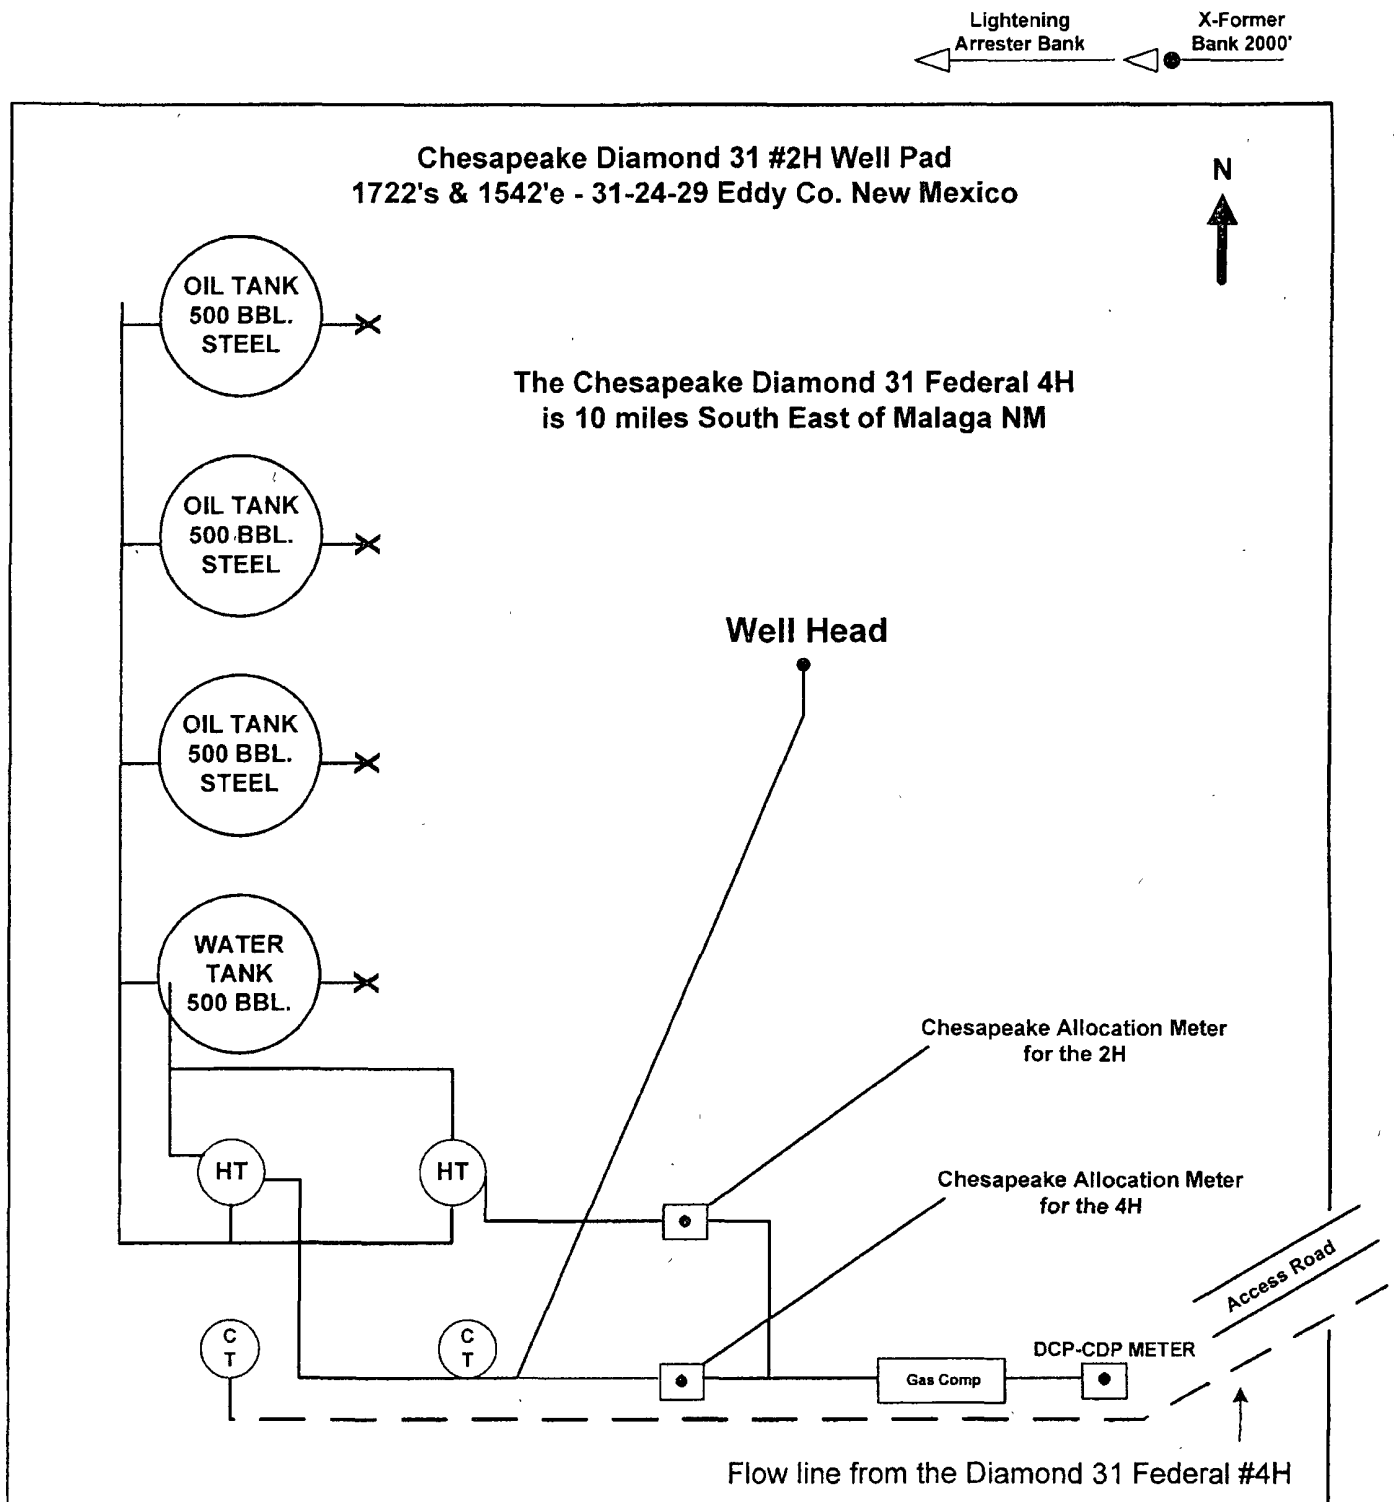 Lightening
Arrester Bank
X-Former
Bank 2000'
Chesapeake Diamond 31 #2H Well Pad
1722's & 1542'e - 31-24-29 Eddy Co. New Mexico
N
OIL TANK
500 BBL.
STEEL
The Chesapeake Diamond 31 Federal 4H
is 10 miles South East of Malaga NM
OIL TANK
500 BBL.
STEEL
Well Head
OIL TANK
500 BBL.
STEEL
WATER
TANK
500 BBL.
Chesapeake Allocation Meter
for the 2H
HT
HT
Chesapeake Allocation Meter
for the 4H
Access Road
C
T
C
T
DCP-CDP METER
Gas Comp
Flow line from the Diamond 31 Federal #4H